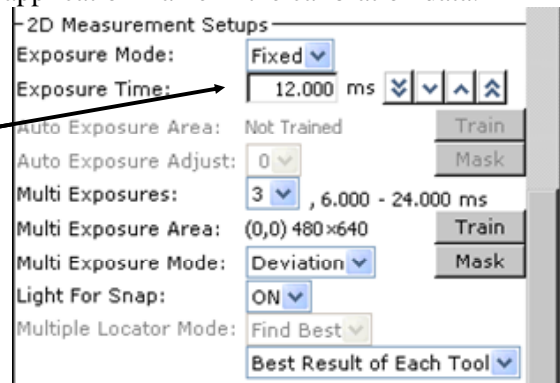 2D Measurement Setups
Exposure Mode: Fixed
Exposure Time: 12.000 ms
Auto Exposure Area: Not Trained Train
Auto Exposure Adjust: 0 Mask
Multi Exposures: 3 , 6.000 - 24.000 ms
Multi Exposure Area: (0,0) 480×640 Train
Multi Exposure Mode: Deviation Mask
Light For Snap: ON
Multiple Locator Mode: Find Best
Best Result of Each Tool